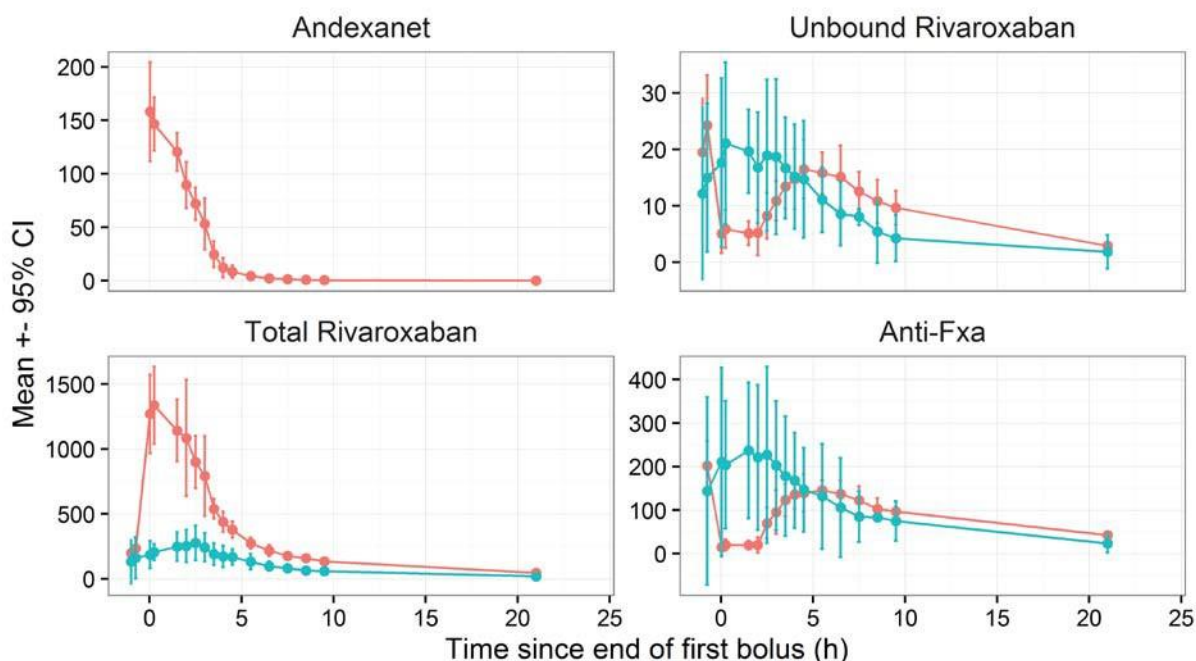 Andexanet
Unbound Rivaroxaban
200
150
100
50
0
30
20
10
0
Total Rivaroxaban
Anti-Fxa
1500
1000
500
0
400
300
200
100
0
0 5 10 15 20 25
0 5 10 15 20 25
Mean +- 95% CI
Time since end of first bolus (h)